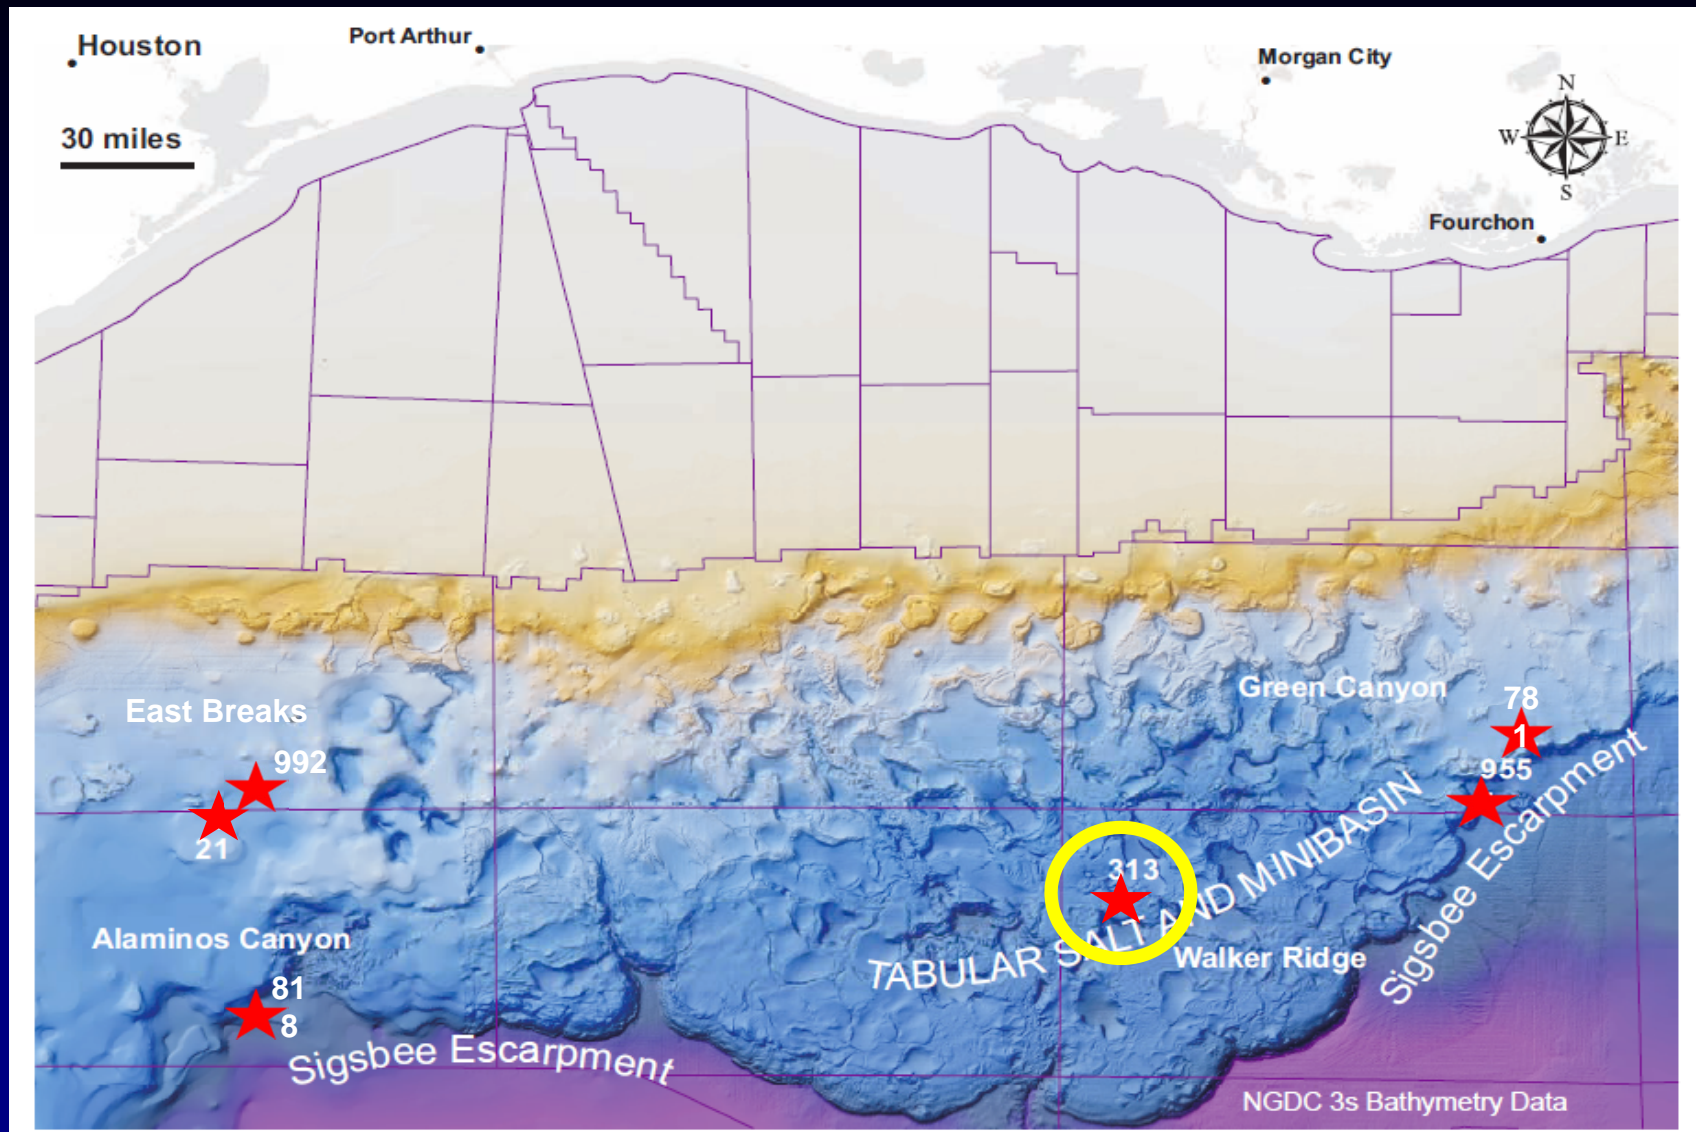 Houston
Port Arthur
Morgan City
30 miles
N
W E
S
Fourchon
Green Canyon
78
1
955
East Breaks
992
21
313
TABULAR SALT AND MINIBASIN
Sigsbee Escarpment
Walker Ridge
Alaminos Canyon
81
8
Sigsbee Escarpment
NGDC 3s Bathymetry Data